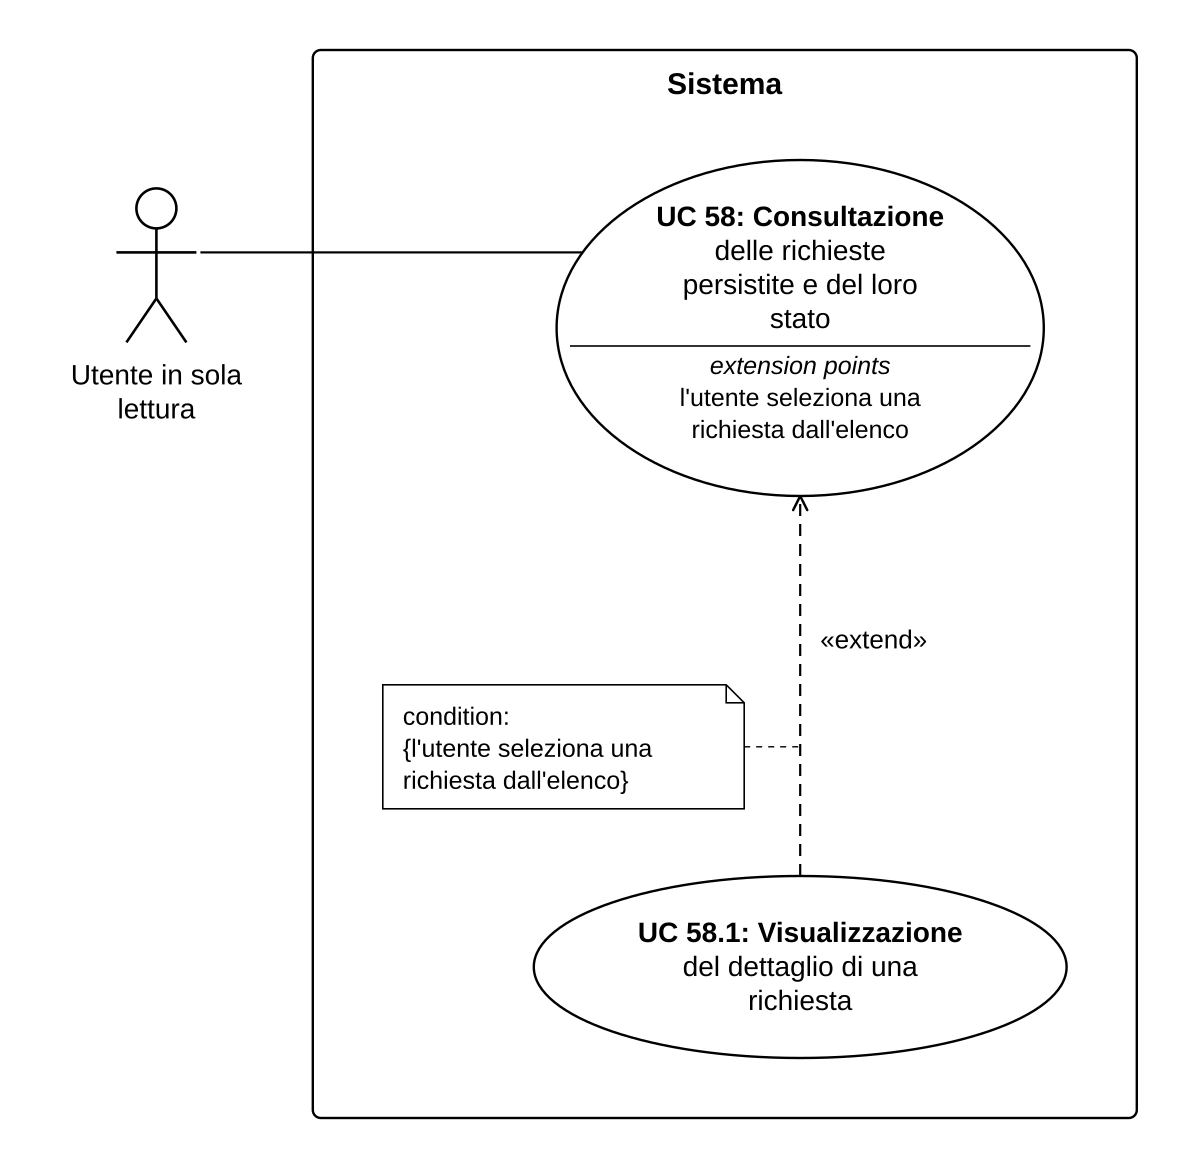 Sistema
UC 58: Consultazione
delle richieste
persistite e del loro
stato
extension points
l'utente seleziona una
richiesta dall'elenco
Utente in sola
lettura
«extend»
condition:
{l'utente seleziona una
richiesta dall'elenco}
UC 58.1: Visualizzazione
del dettaglio di una
richiesta